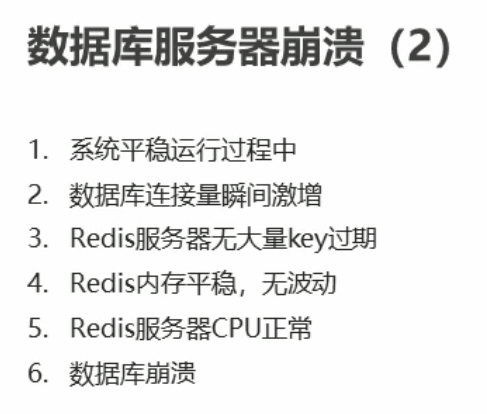 数据库服务器崩溃（2）
1. 系统平稳运行过程中
2. 数据库连接量瞬间激增
3. Redis服务器无大量key过期
4. Redis内存平稳，无波动
5. Redis服务器CPU正常
6. 数据库崩溃